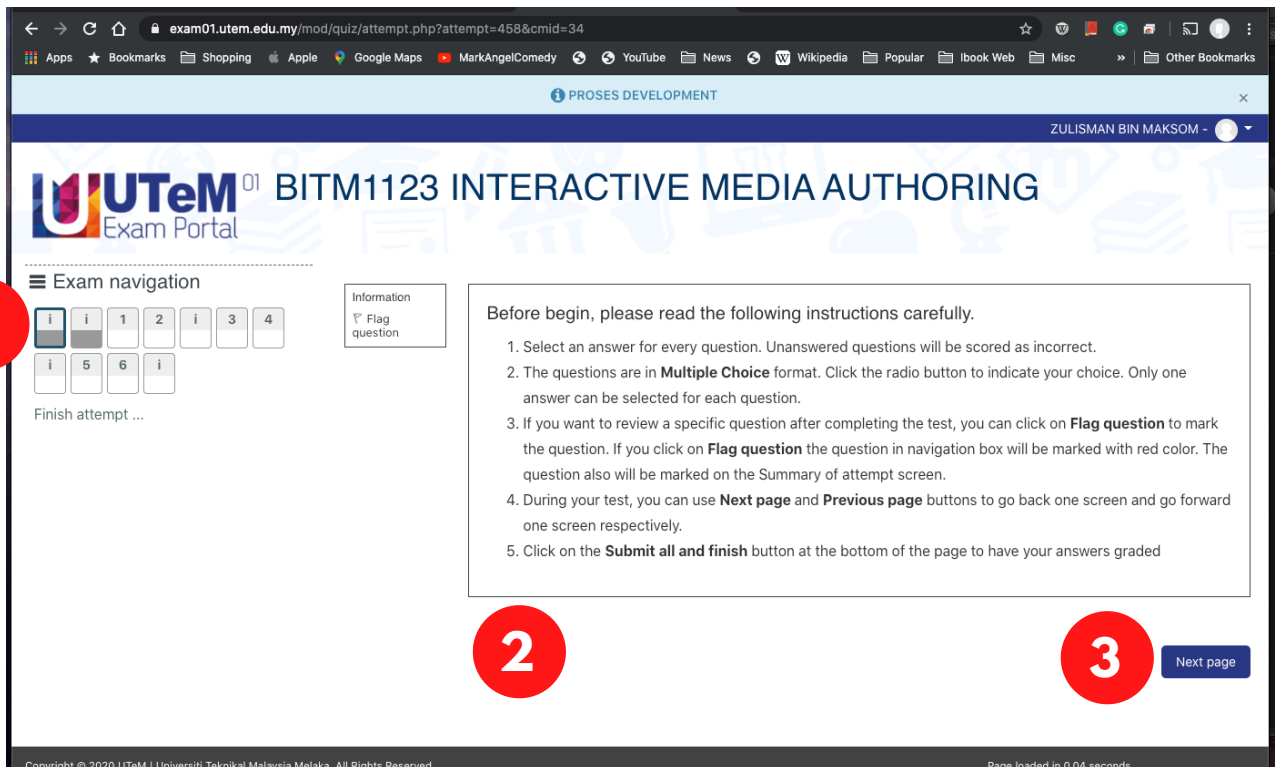 exam01.utem.edu.my/mod/quiz/attempt.php?attempt=458&cmid=34
Apps Bookmarks Shopping Apple Google Maps MarkAngelComedy YouTube News Wikipedia Popular Ibook Web Misc » Other Bookmarks
PROSES DEVELOPMENT ×
ZULISMAN BIN MAKSOM -
UTeM 01
Exam Portal
BITM1123 INTERACTIVE MEDIA AUTHORING
Exam navigation
i i 1 2 i 3 4
i 5 6 i
Finish attempt ...
Information
Flag
question
Before begin, please read the following instructions carefully.
1. Select an answer for every question. Unanswered questions will be scored as incorrect.
2. The questions are in Multiple Choice format. Click the radio button to indicate your choice. Only one
answer can be selected for each question.
3. If you want to review a specific question after completing the test, you can click on Flag question to mark
the question. If you click on Flag question the question in navigation box will be marked with red color. The
question also will be marked on the Summary of attempt screen.
4. During your test, you can use Next page and Previous page buttons to go back one screen and go forward
one screen respectively.
5. Click on the Submit all and finish button at the bottom of the page to have your answers graded
2
3
Next page
Copyright © 2020 UTeM | Universiti Teknikal Malaysia Melaka. All Rights Reserved
Page loaded in 0.04 seconds